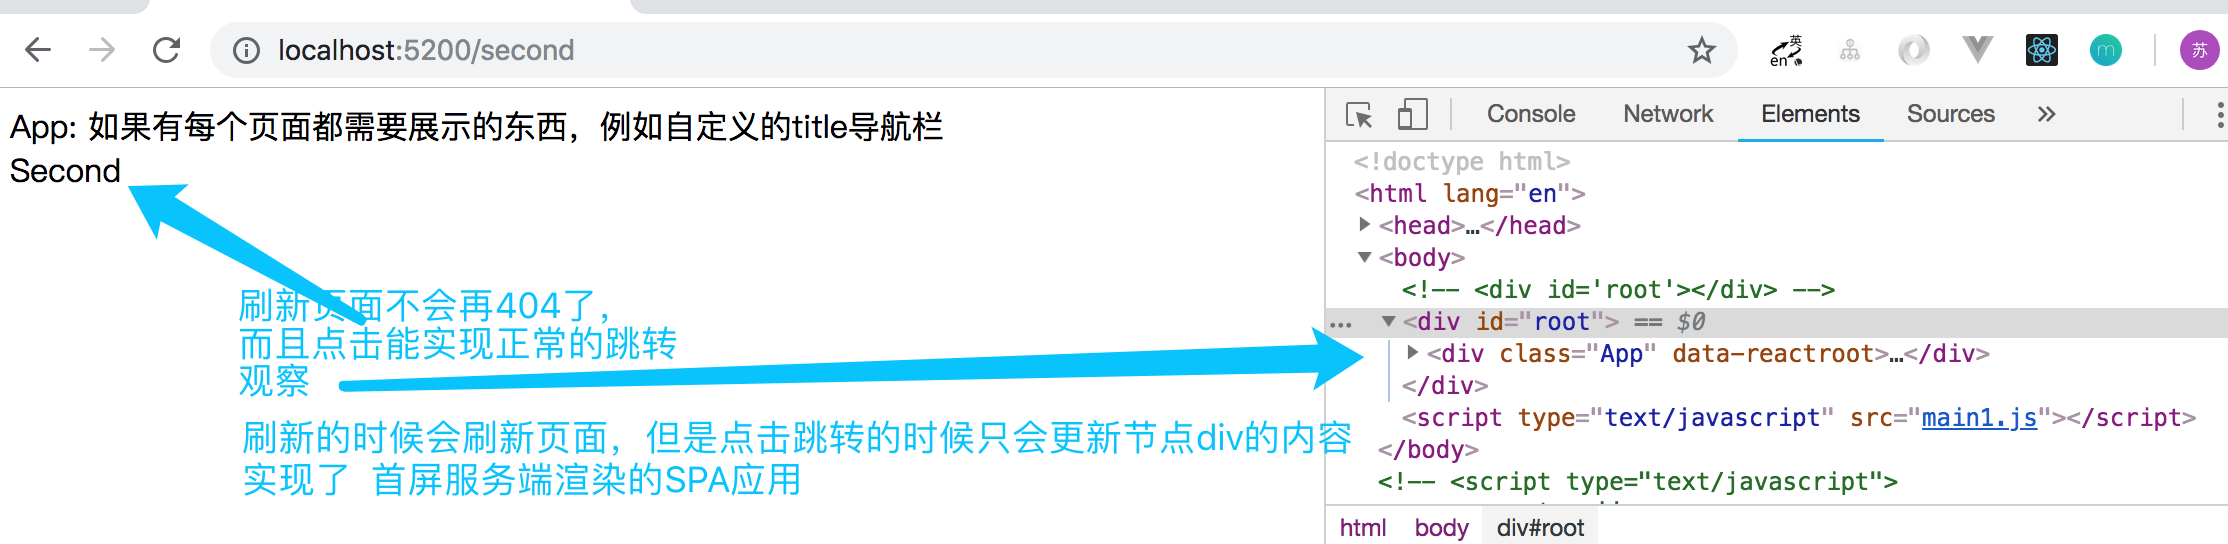 localhost:5200/second
英
en
m
苏
App: 如果有每个页面都需要展示的东西，例如自定义的title导航栏
Second
刷新页面不会再404了，
而且点击能实现正常的跳转
观察
刷新的时候会刷新页面，但是点击跳转的时候只会更新节点div的内容
实现了 首屏服务端渲染的SPA应用
Console Network Elements Sources »
<!doctype html>
<html lang="en">
<head>…</head>
<body>
<!-- <div id='root'></div> -->
… <div id="root"> == $0
<div class="App" data-reactroot>…</div>
</div>
<script type="text/javascript" src="main1.js"></script>
</body>
<!-- <script type="text/javascript">
html body div#root